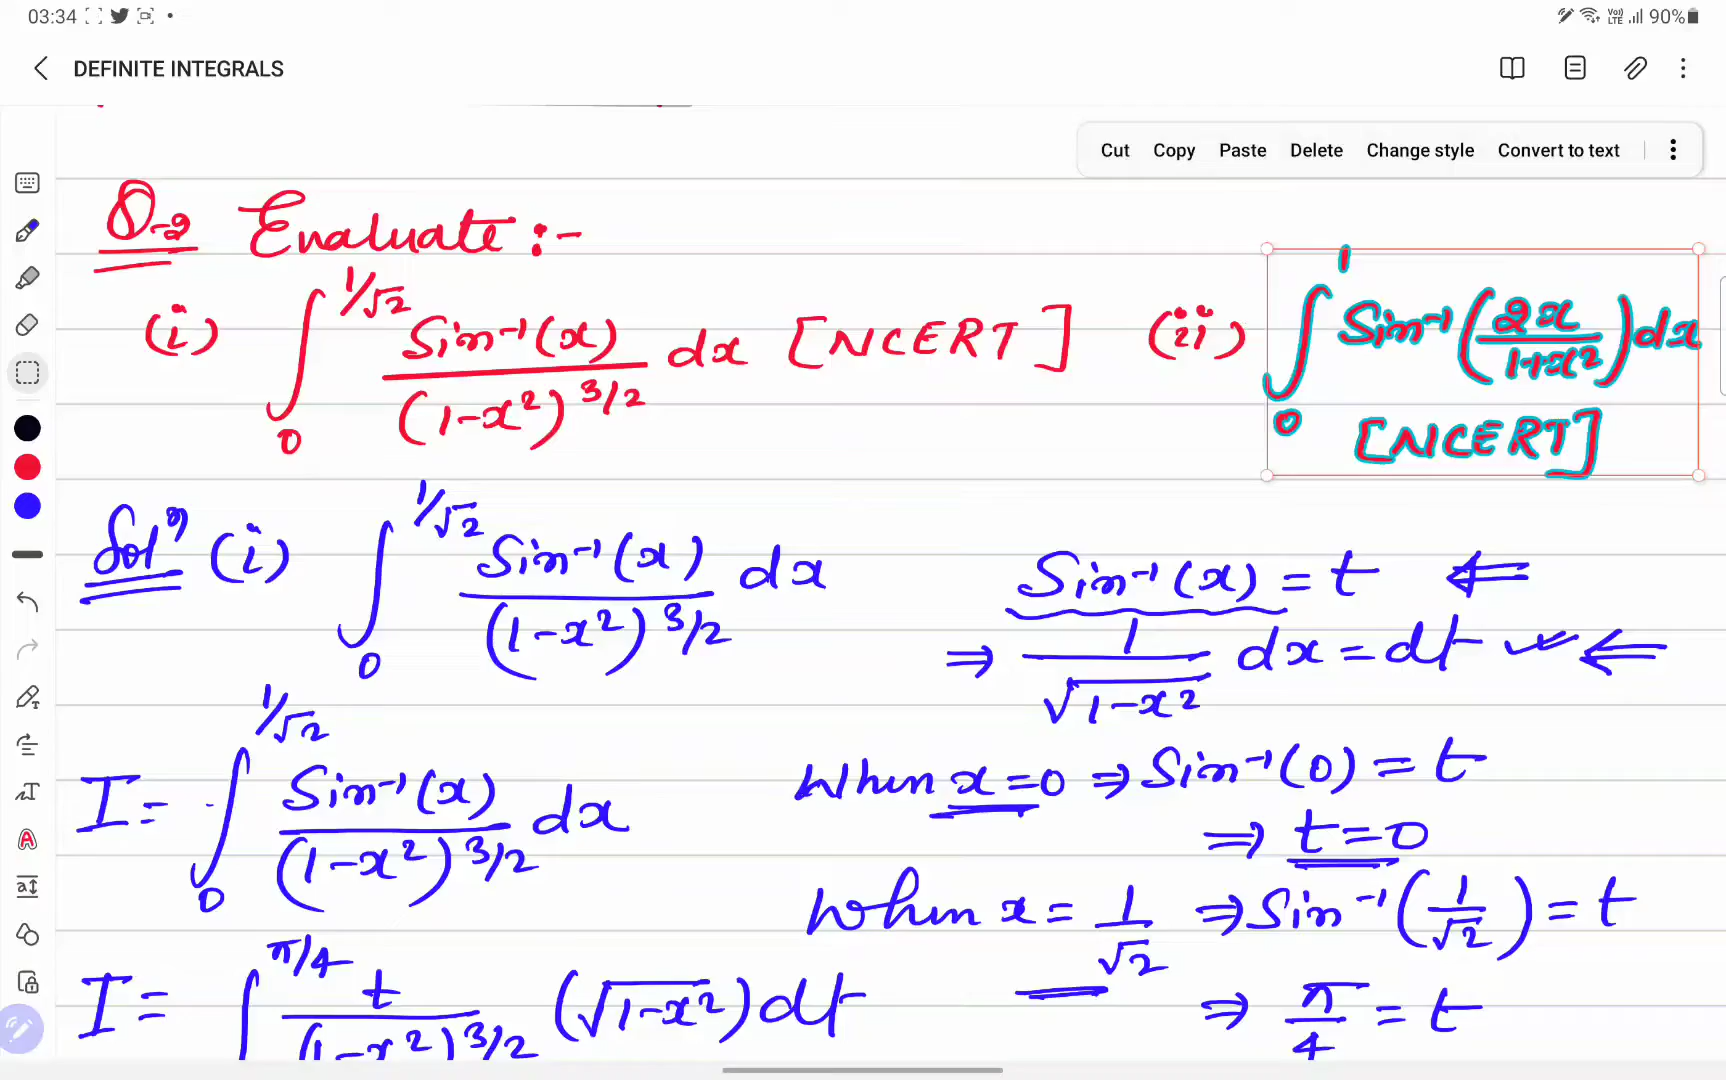 03:34 90%
DEFINITE INTEGRALS
Cut Copy Paste Delete Change style Convert to text
Q-2 Evaluate :-
(i) ∫₀^{1/√2} Sin⁻¹(x)/(1-x²)^{3/2} dx [NCERT] (ii) ∫₀^{1} Sin⁻¹(2x/(1+x²)) dx
[NCERT]
Solⁿ (i) ∫₀^{1/√2} Sin⁻¹(x)/(1-x²)^{3/2} dx
Sin⁻¹(x) = t ⇐
⇒ 1/√(1-x²) dx = dt ⇐
I = ∫₀^{1/√2} Sin⁻¹(x)/(1-x²)^{3/2} dx
When x=0 ⇒ Sin⁻¹(0) = t
⇒ t=0
When x = 1/√2 ⇒ Sin⁻¹(1/√2) = t
⇒ π/4 = t
I = ∫^{π/4} t/(1-x²)^{3/2} (√(1-x²)) dt